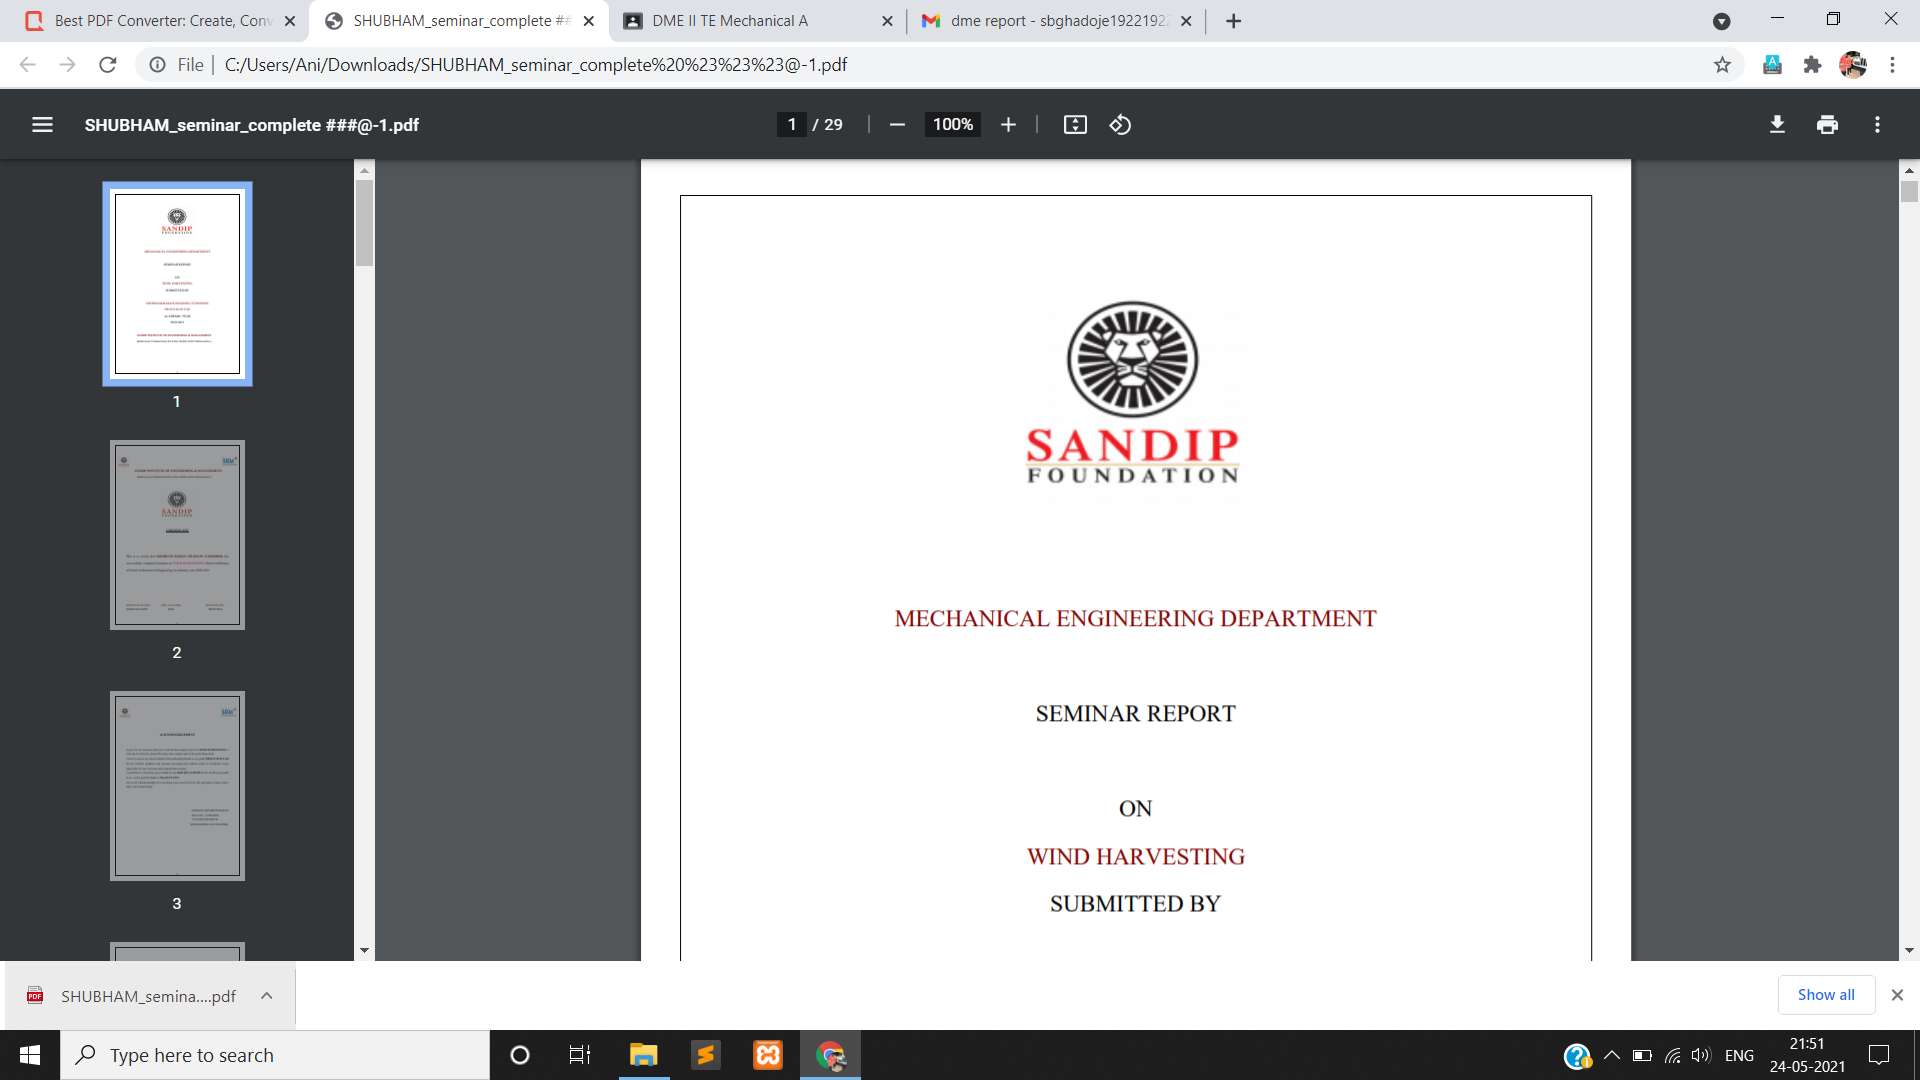 Best PDF Converter: Create, Conv
SHUBHAM_seminar_complete ##
DME II TE Mechanical A
dme report - sbghadoje1922192
File
C:/Users/Ani/Downloads/SHUBHAM_seminar_complete%20%23%23%23@-1.pdf
SHUBHAM_seminar_complete ###@-1.pdf
1 / 29
100%
SANDIP
FOUNDATION
MECHANICAL ENGINEERING DEPARTMENT
SEMINAR REPORT
ON
WIND HARVESTING
SUBMITTED BY
SANDIP
1
SANDIP
2
3
SHUBHAM_semina....pdf
Show all
Type here to search
ENG
21:51
24-05-2021